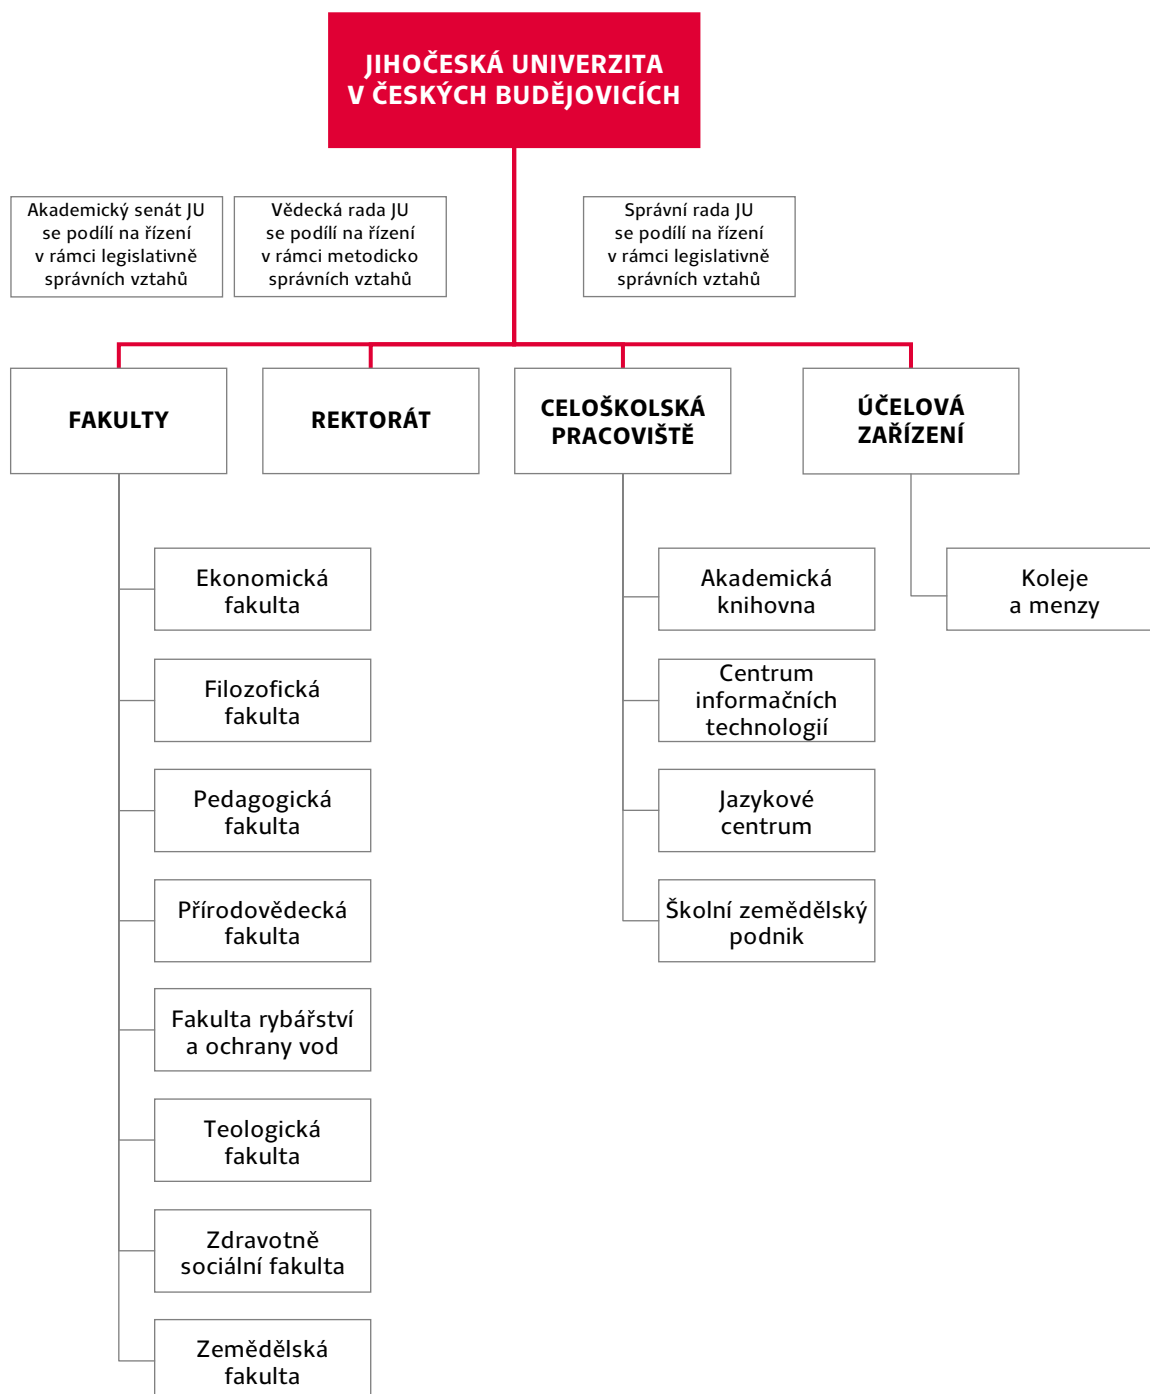 JIHOČESKÁ UNIVERZITA
V ČESKÝCH BUDĚJOVICÍCH
Akademický senát JU
se podílí na řízení
v rámci legislativně
správních vztahů
Vědecká rada JU
se podílí na řízení
v rámci metodicko
správních vztahů
Správní rada JU
se podílí na řízení
v rámci legislativně
správních vztahů
FAKULTY
REKTORÁT
CELOŠKOLSKÁ
PRACOVIŠTĚ
ÚČELOVÁ
ZAŘÍZENÍ
Ekonomická
fakulta
Filozofická
fakulta
Pedagogická
fakulta
Přírodovědecká
fakulta
Fakulta rybářství
a ochrany vod
Teologická
fakulta
Zdravotně
sociální fakulta
Zemědělská
fakulta
Akademická
knihovna
Centrum
informačních
technologií
Jazykové
centrum
Školní zemědělský
podnik
Koleje
a menzy